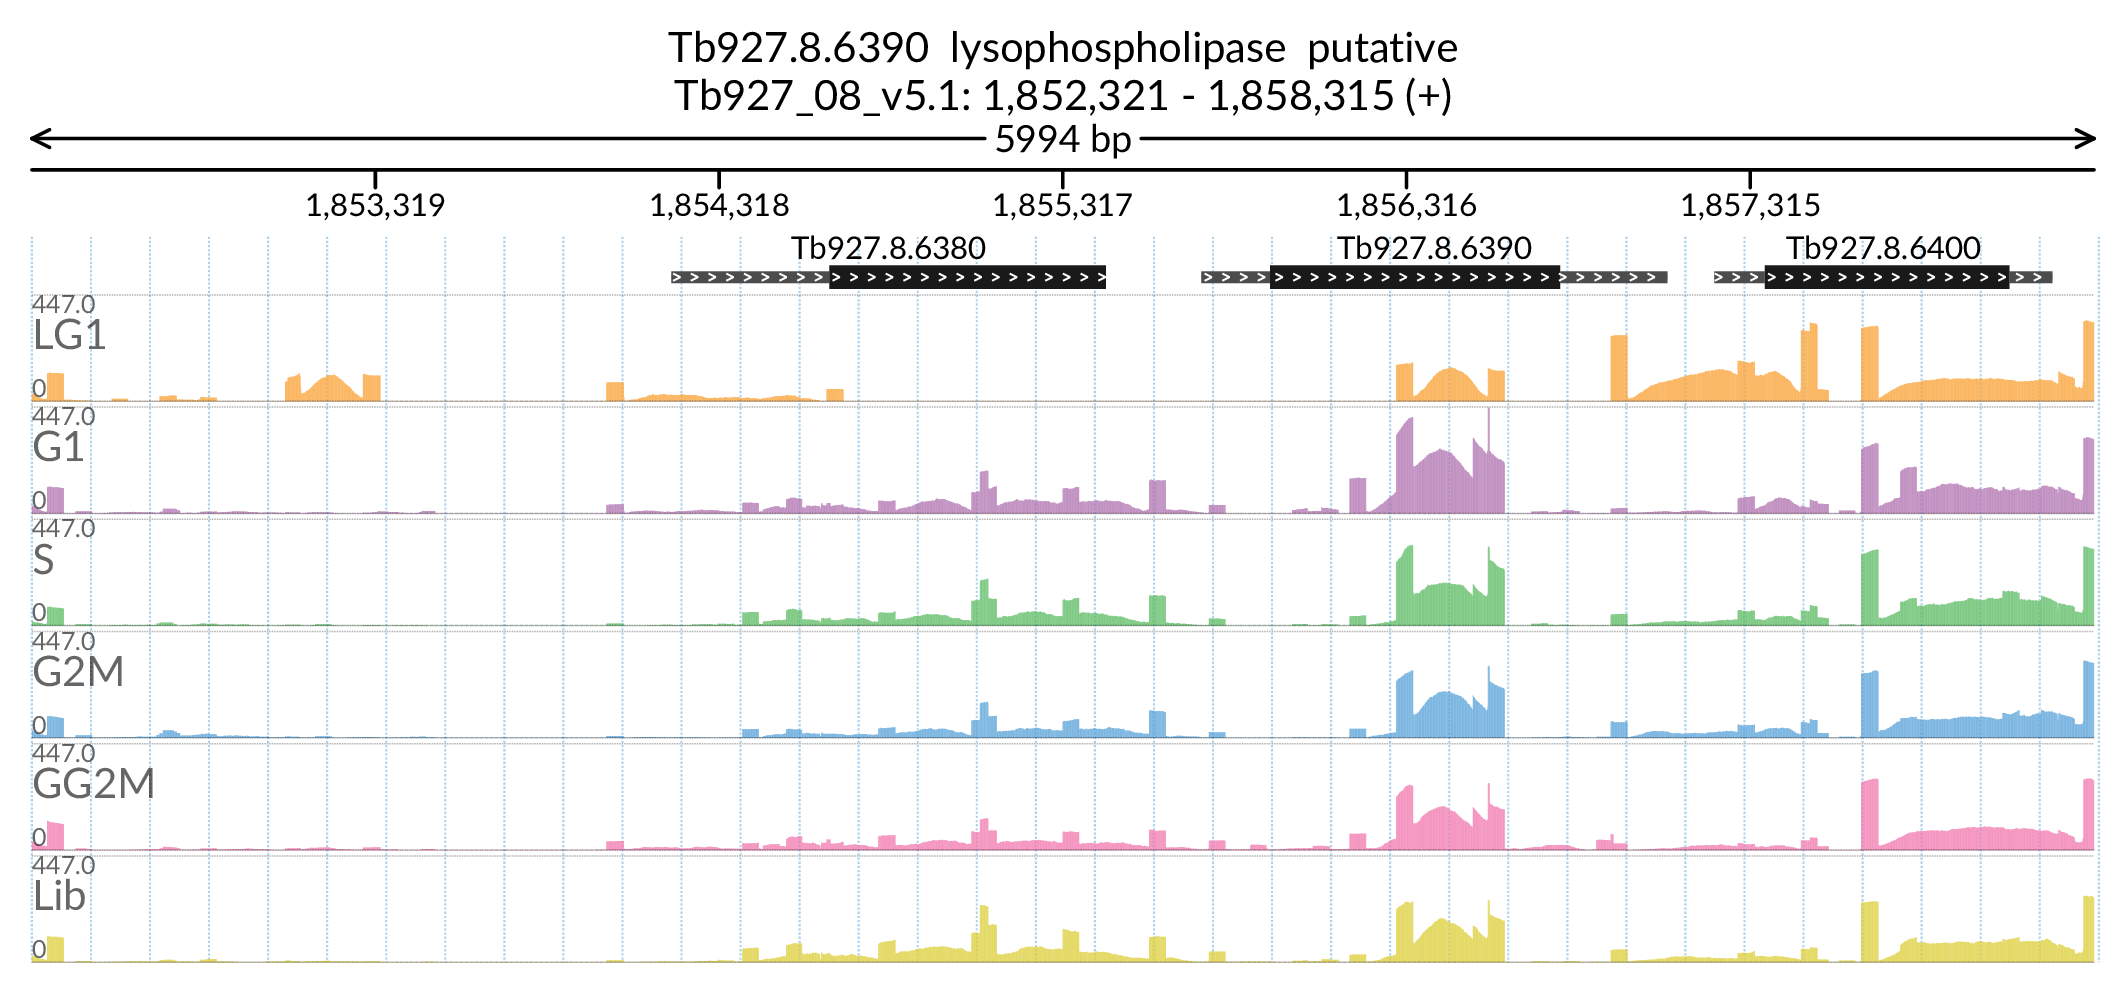 Tb927.8.6390 lysophospholipase putative
Tb927_08_v5.1: 1,852,321 - 1,858,315 (+)
5994 bp
1,853,319 1,854,318 1,855,317 1,856,316 1,857,315
Tb927.8.6380 Tb927.8.6390 Tb927.8.6400
447.0
LG1
0
447.0
G1
0
447.0
S
0
447.0
G2M
0
447.0
GG2M
0
447.0
Lib
0